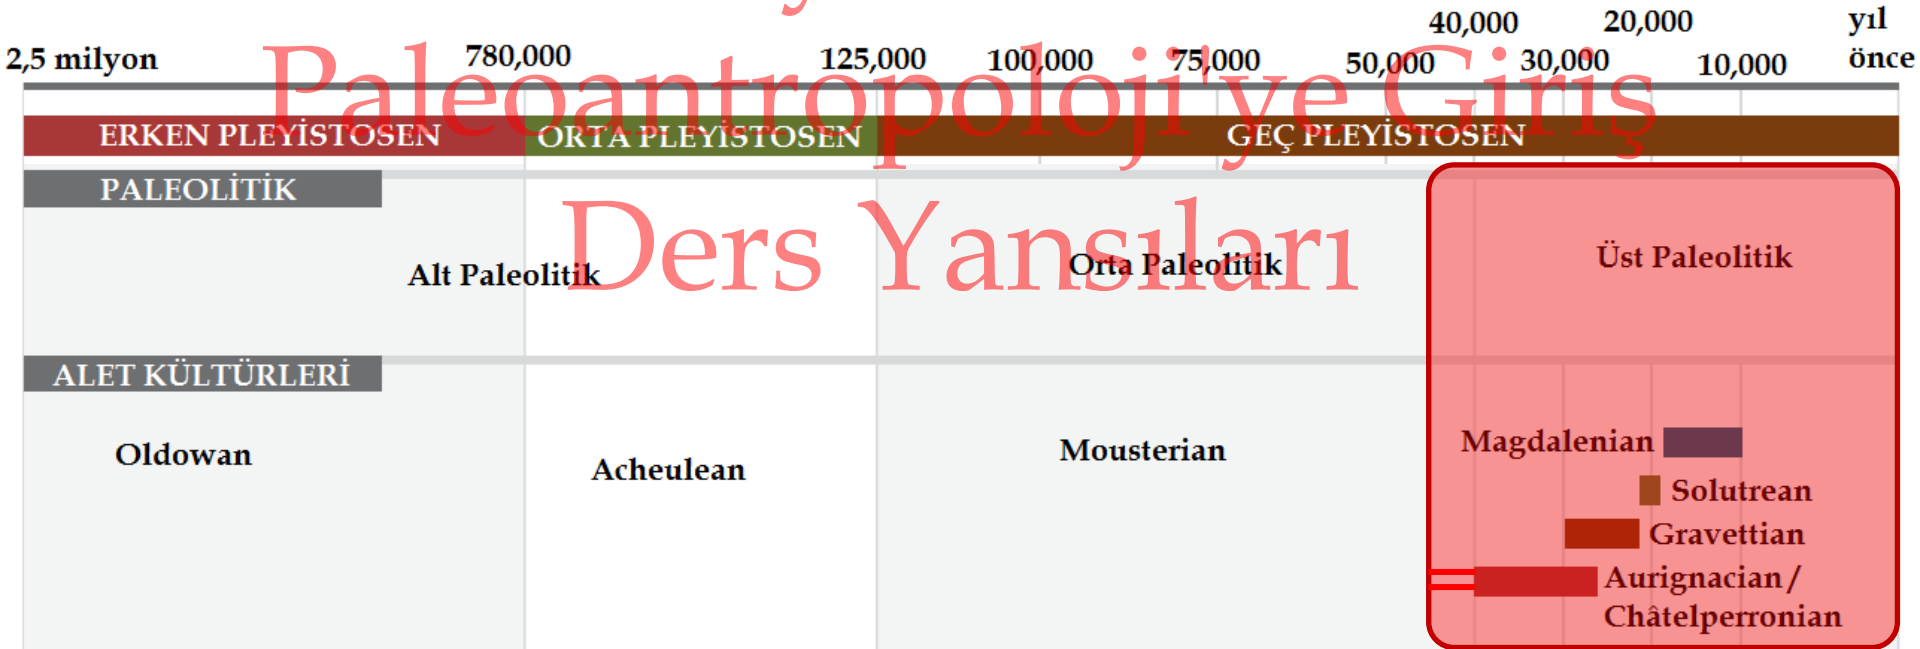 40,000 20,000 yıl
2,5 milyon 780,000 125,000 100,000 75,000 50,000 30,000 10,000 önce
Paleoantropoloji'ye Giriş
ERKEN PLEYİSTOSEN ORTA PLEYİSTOSEN GEÇ PLEYİSTOSEN
PALEOLİTİK
Ders Yansıları
Alt Paleolitik Orta Paleolitik Üst Paleolitik
ALET KÜLTÜRLERİ
Oldowan Acheulean Mousterian
Magdalenian
Solutrean
Gravettian
Aurignacian/
Châtelperronian